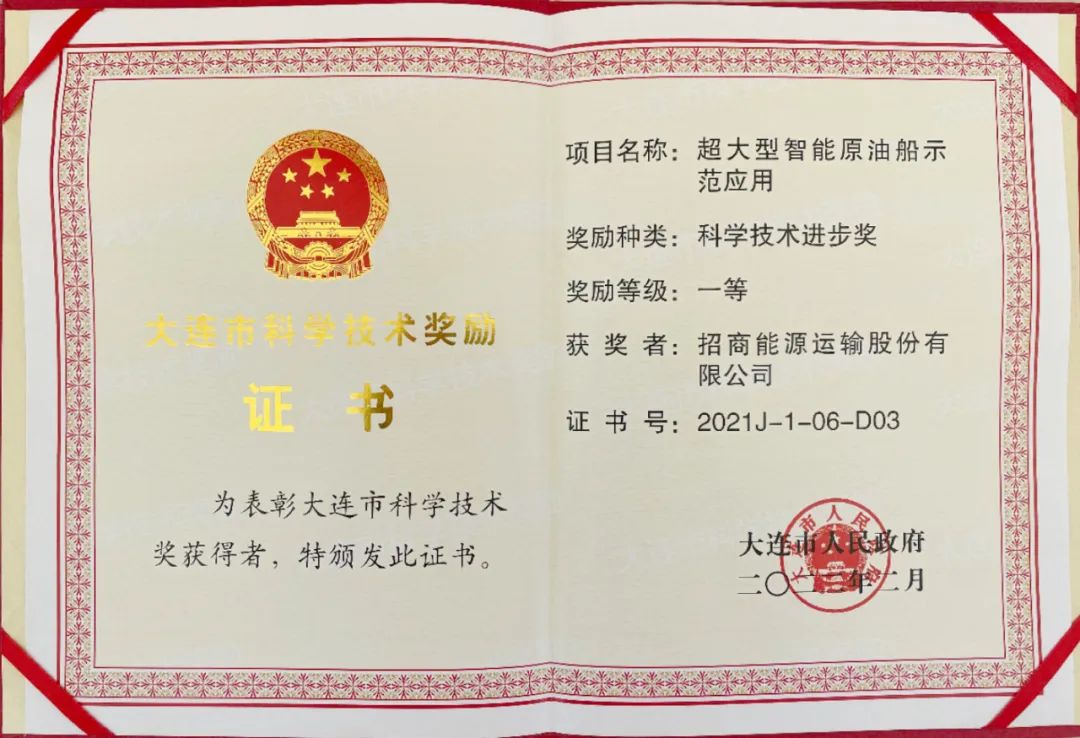 大连市科学技术奖励
证 书
为表彰大连市科学技术
奖获得者，特颁发此证书。
项目名称：超大型智能原油船示
范应用
奖励种类：科学技术进步奖
奖励等级：一等
获 奖 者：招商能源运输股份有
限公司
证 书 号：2021J-1-06-D03
大连市人民政府
二〇二二年二月